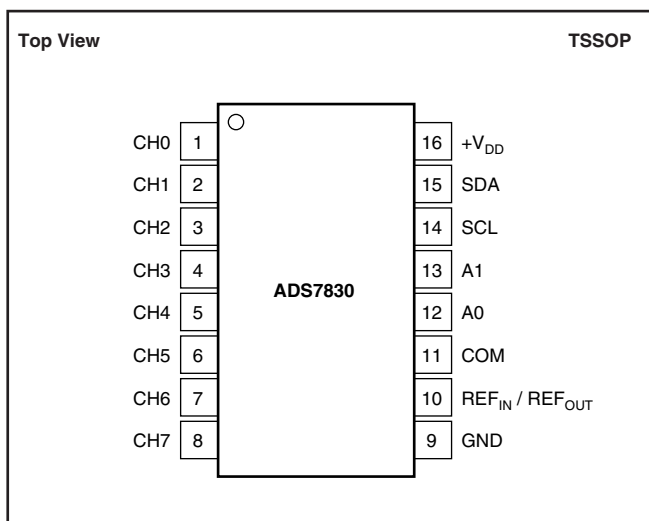 Top View TSSOP
CH0 1 16 +VDD
CH1 2 15 SDA
CH2 3 14 SCL
CH3 4 13 A1
ADS7830
CH4 5 12 A0
CH5 6 11 COM
CH6 7 10 REFIN / REFOUT
CH7 8 9 GND